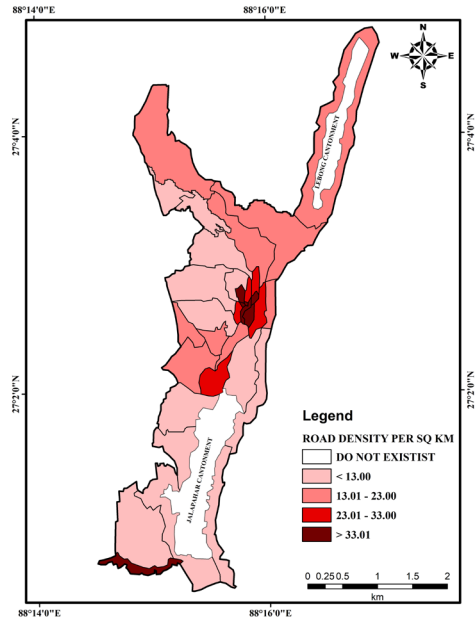 88°14'0"E 88°16'0"E
N
W E
S
27°4'0"N 27°4'0"N
LEBONG CANTONMENT
27°2'0"N 27°2'0"N
JALAPAHAR CANTONMENT
Legend
ROAD DENSITY PER SQ KM
DO NOT EXISTIST
< 13.00
13.01 - 23.00
23.01 - 33.00
> 33.01
0 0.25 0.5 1 1.5 2
km
88°14'0"E 88°16'0"E